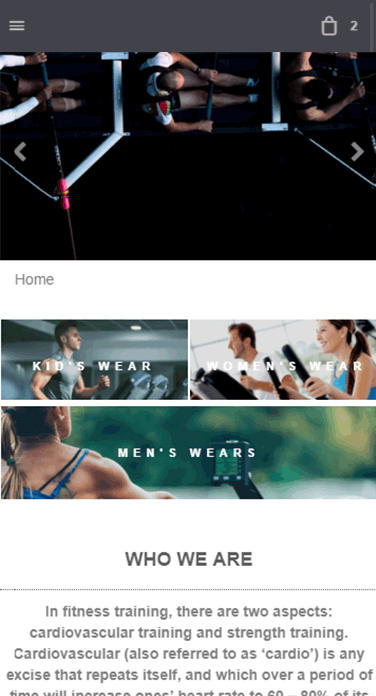 2
Home
KID'S WEAR
WOMEN'S WEAR
MEN'S WEARS
WHO WE ARE
In fitness training, there are two aspects:
cardiovascular training and strength training.
Cardiovascular (also referred to as ‘cardio’) is any
excise that repeats itself, and which over a period of
time will increase ones’ heart rate to 60 – 80% of its